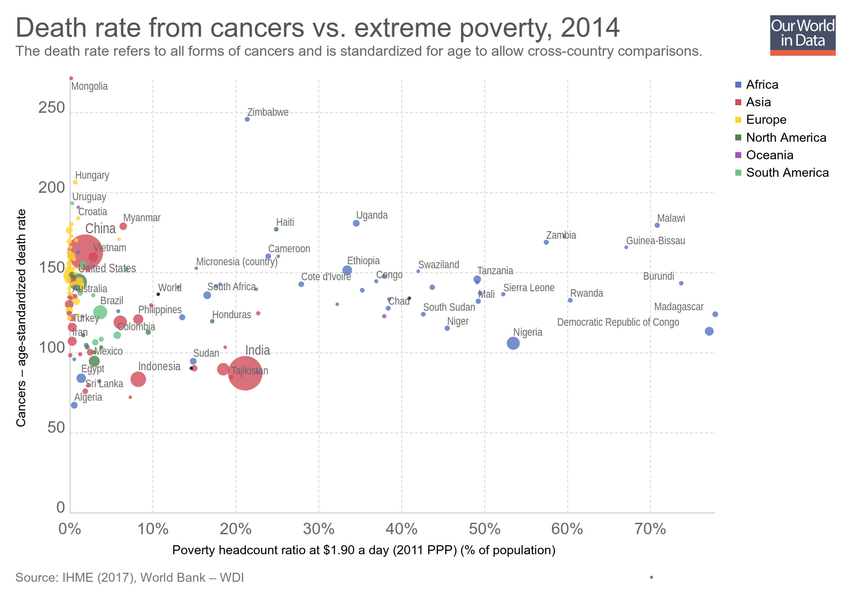 Death rate from cancers vs. extreme poverty, 2014
The death rate refers to all forms of cancers and is standardized for age to allow cross-country comparisons.
Our World
in Data
Africa
Asia
Europe
North America
Oceania
South America
Cancers – age-standardized death rate
250
200
150
100
50
0
Mongolia
Zimbabwe
Hungary
Uruguay
Croatia
Myanmar
China
Vietnam
Haiti
Uganda
Malawi
Zambia
Guinea-Bissau
Cameroon
United States
Micronesia (country)
Ethiopia
Swaziland
Cote d'Ivoire
Congo
Tanzania
Burundi
Australia
World
South Africa
Mali
Sierra Leone
Rwanda
Brazil
Philippines
Chad
South Sudan
Madagascar
Turkey
Colombia
Honduras
Niger
Democratic Republic of Congo
Iran
Nigeria
Mexico
Sudan
India
Egypt
Indonesia
Tajikistan
Sri Lanka
Algeria
0%
10%
20%
30%
40%
50%
60%
70%
Poverty headcount ratio at $1.90 a day (2011 PPP) (% of population)
Source: IHME (2017), World Bank – WDI